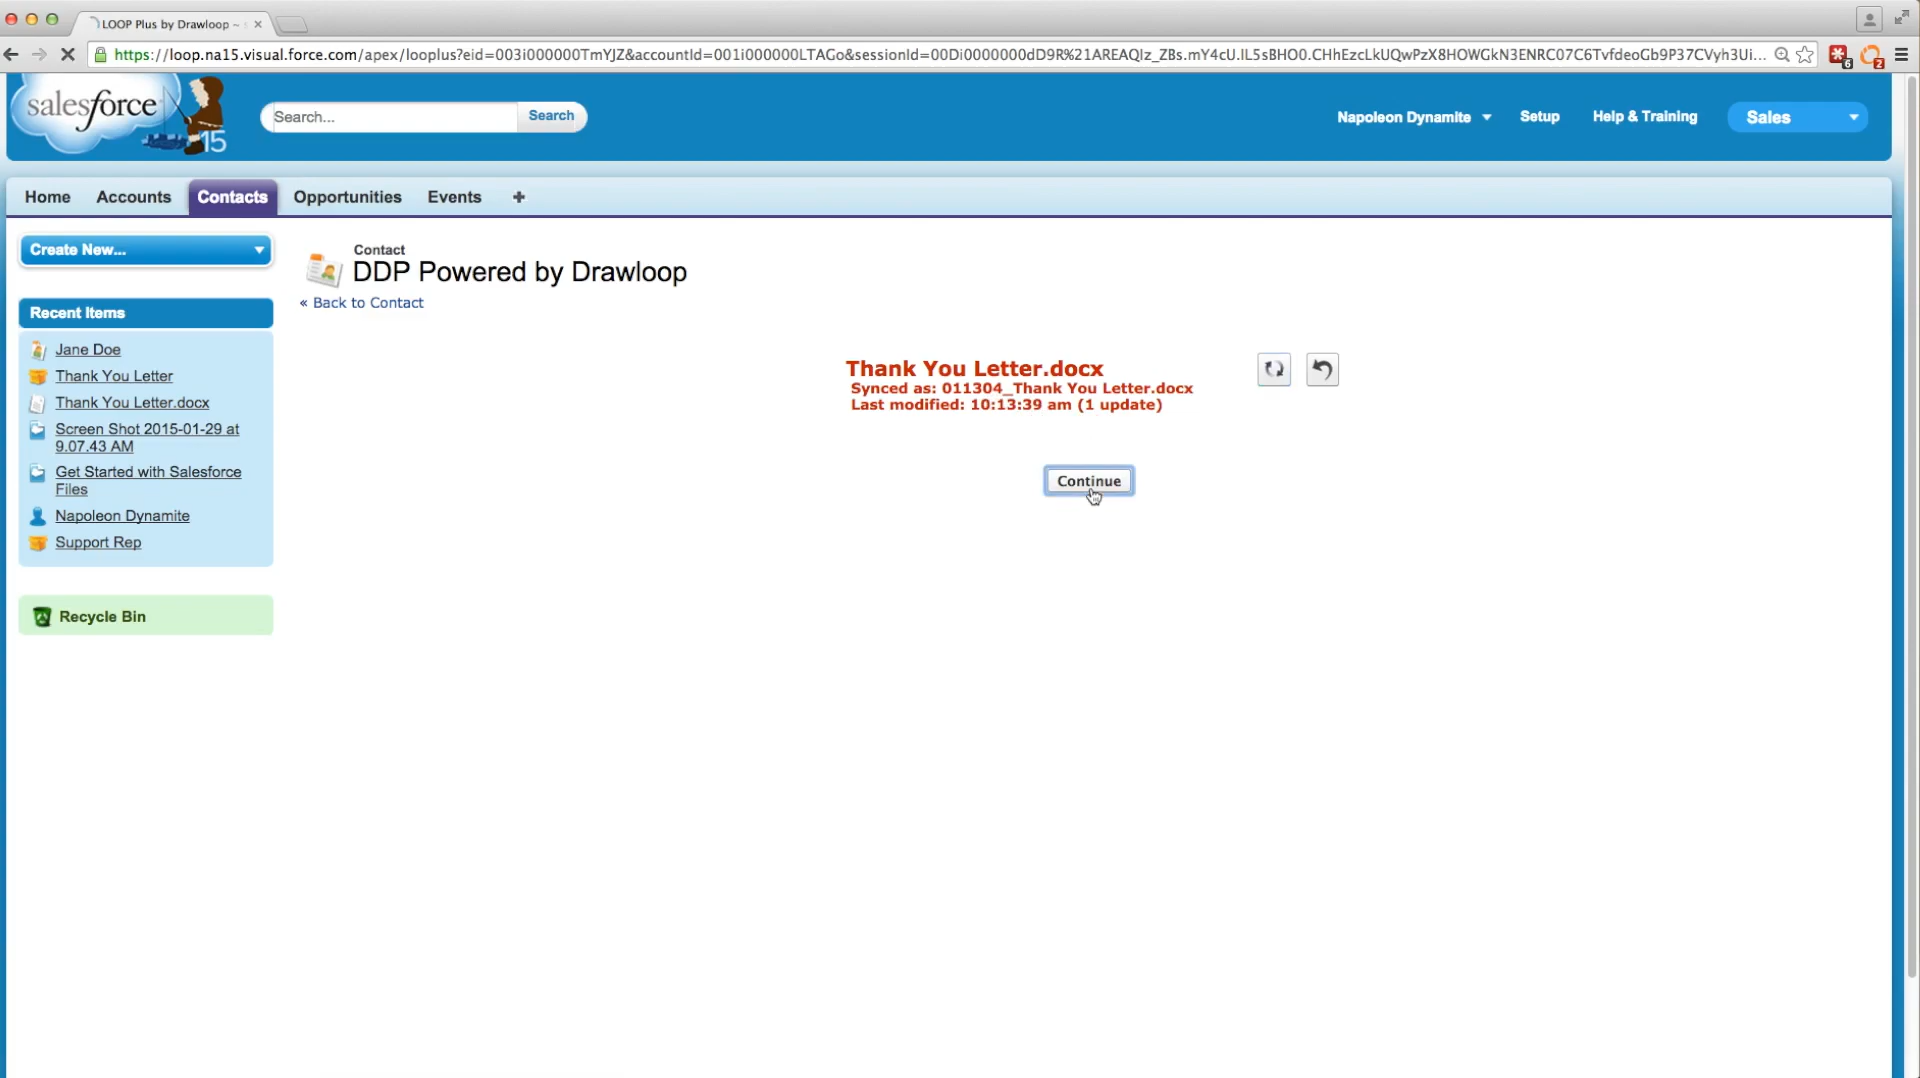 LOOP Plus by Drawloop ~
https://loop.na15.visual.force.com/apex/looplus?eid=003i000000TmYJZ&accountId=001i000000LTAGo&sessionId=00Di0000000dD9R%21AREAQIz_ZBs.mY4cU.IL5sBHO0.CHhEzcLkUQwPzX8HOWGkN3ENRC07C6TvfdeoGb9P37CVyh3Ui...
6
2
salesforce
15
Search...
Search
Napoleon Dynamite
Setup
Help & Training
Sales
Home
Accounts
Contacts
Opportunities
Events
+
Create New...
Contact
DDP Powered by Drawloop
« Back to Contact
Recent Items
Jane Doe
Thank You Letter
Thank You Letter.docx
Screen Shot 2015-01-29 at
9.07.43 AM
Get Started with Salesforce
Files
Napoleon Dynamite
Support Rep
Recycle Bin
Thank You Letter.docx
Synced as: 011304_Thank You Letter.docx
Last modified: 10:13:39 am (1 update)
Continue